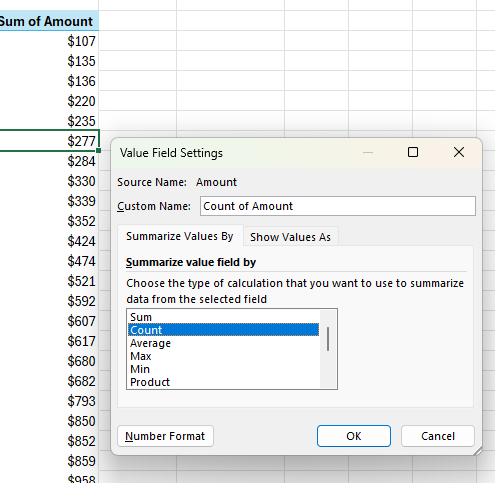 Sum of Amount
$107
$135
$136
$220
$235
$277
$284
$330
$339
$352
$424
$474
$521
$592
$607
$617
$680
$682
$793
$850
$852
$859
$958
Value Field Settings
Source Name: Amount
Custom Name: Count of Amount
Summarize Values By Show Values As
Summarize value field by
Choose the type of calculation that you want to use to summarize
data from the selected field
Sum
Count
Average
Max
Min
Product
Number Format OK Cancel